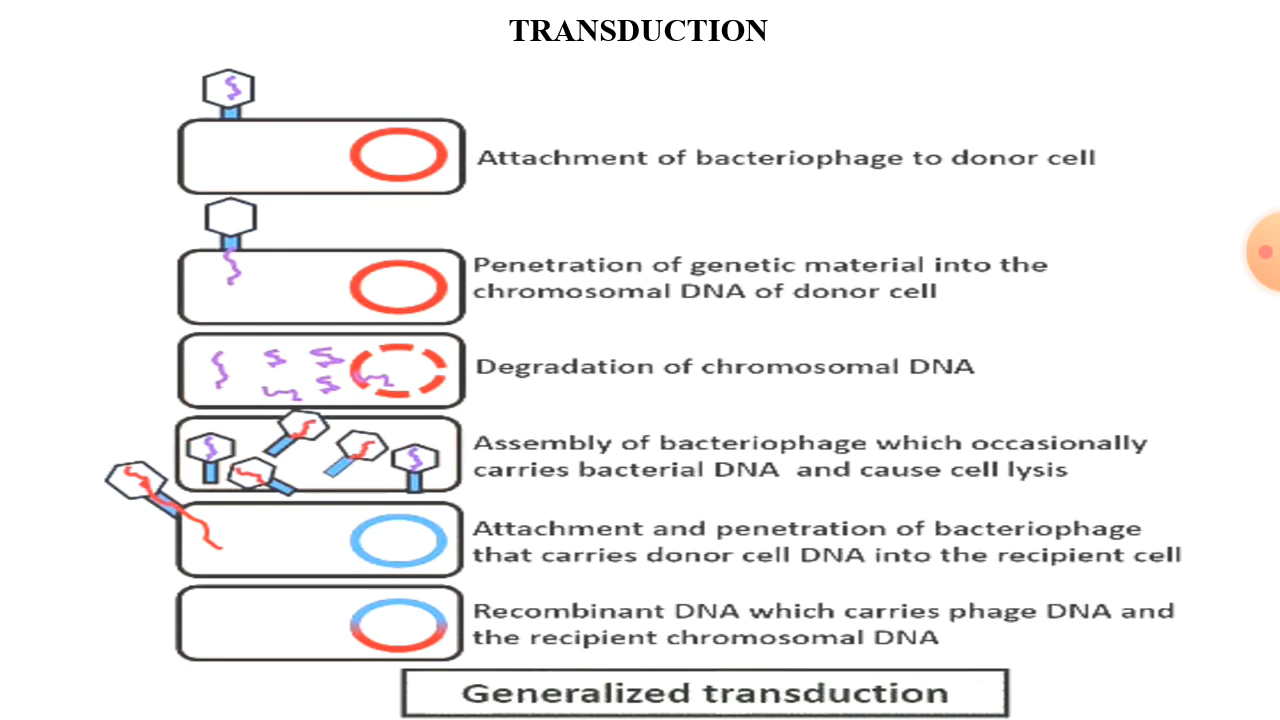 TRANSDUCTION
Attachment of bacteriophage to donor cell
Penetration of genetic material into the
chromosomal DNA of donor cell
Degradation of chromosomal DNA
Assembly of bacteriophage which occasionally
carries bacterial DNA and cause cell lysis
Attachment and penetration of bacteriophage
that carries donor cell DNA into the recipient cell
Recombinant DNA which carries phage DNA and
the recipient chromosomal DNA
Generalized transduction